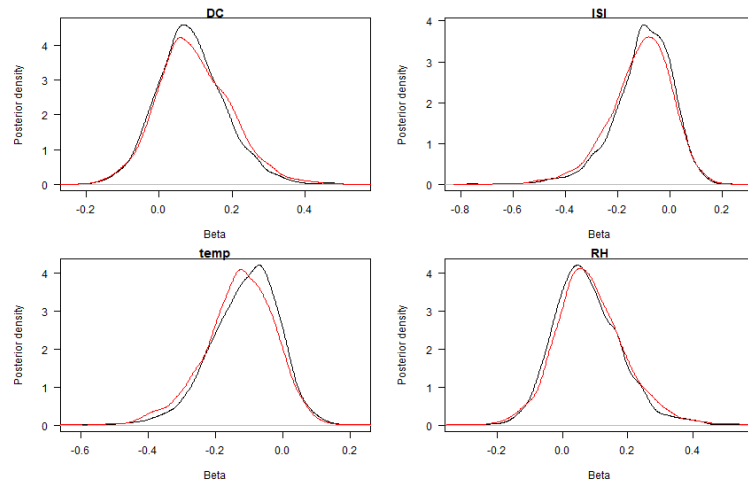 DC
Posterior density
0 1 2 3 4
-0.2 0.0 0.2 0.4
Beta
ISI
Posterior density
0 1 2 3 4
-0.8 -0.6 -0.4 -0.2 0.0 0.2
Beta
temp
Posterior density
0 1 2 3 4
-0.6 -0.4 -0.2 0.0 0.2
Beta
RH
Posterior density
0 1 2 3 4
-0.2 0.0 0.2 0.4
Beta